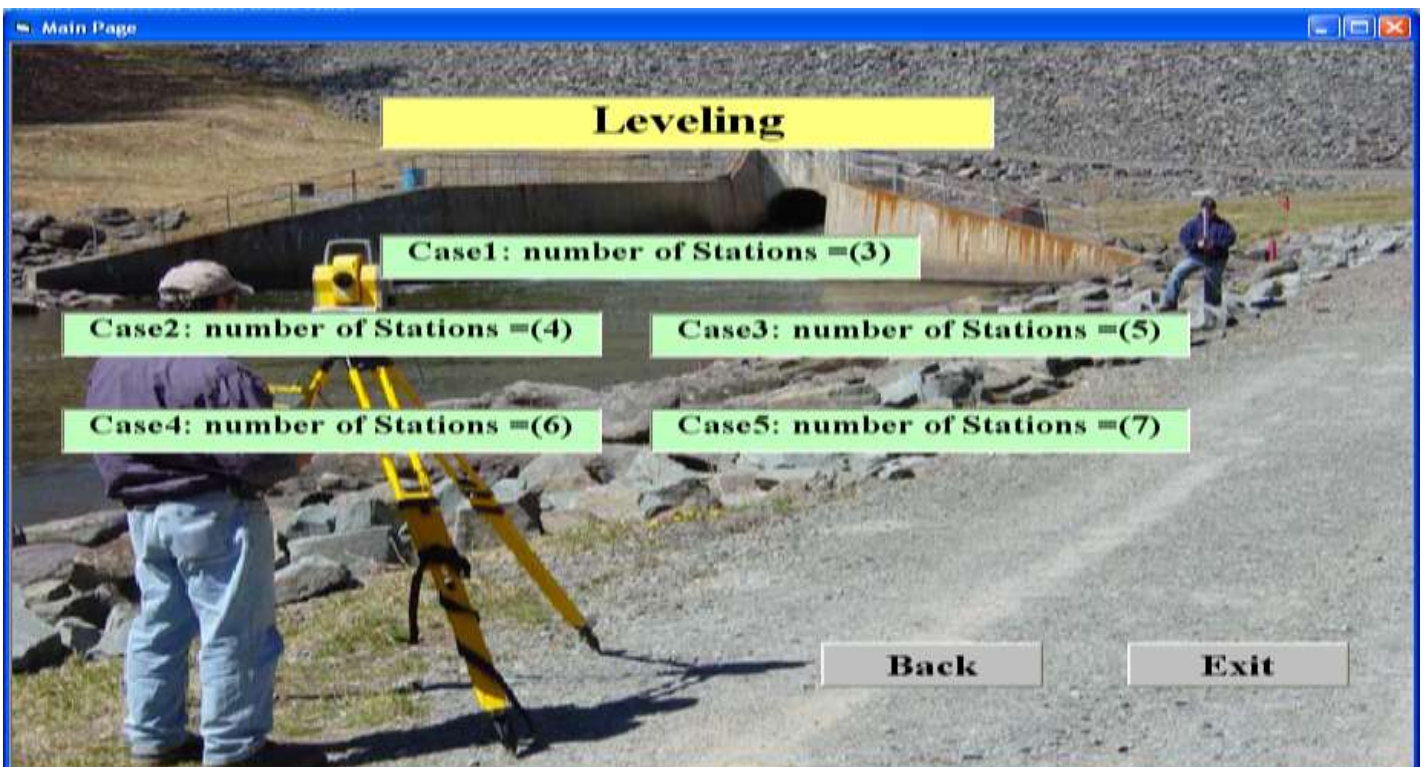 Main Page
Leveling
Case1: number of Stations =(3)
Case2: number of Stations =(4)
Case3: number of Stations =(5)
Case4: number of Stations =(6)
Case5: number of Stations =(7)
Back
Exit